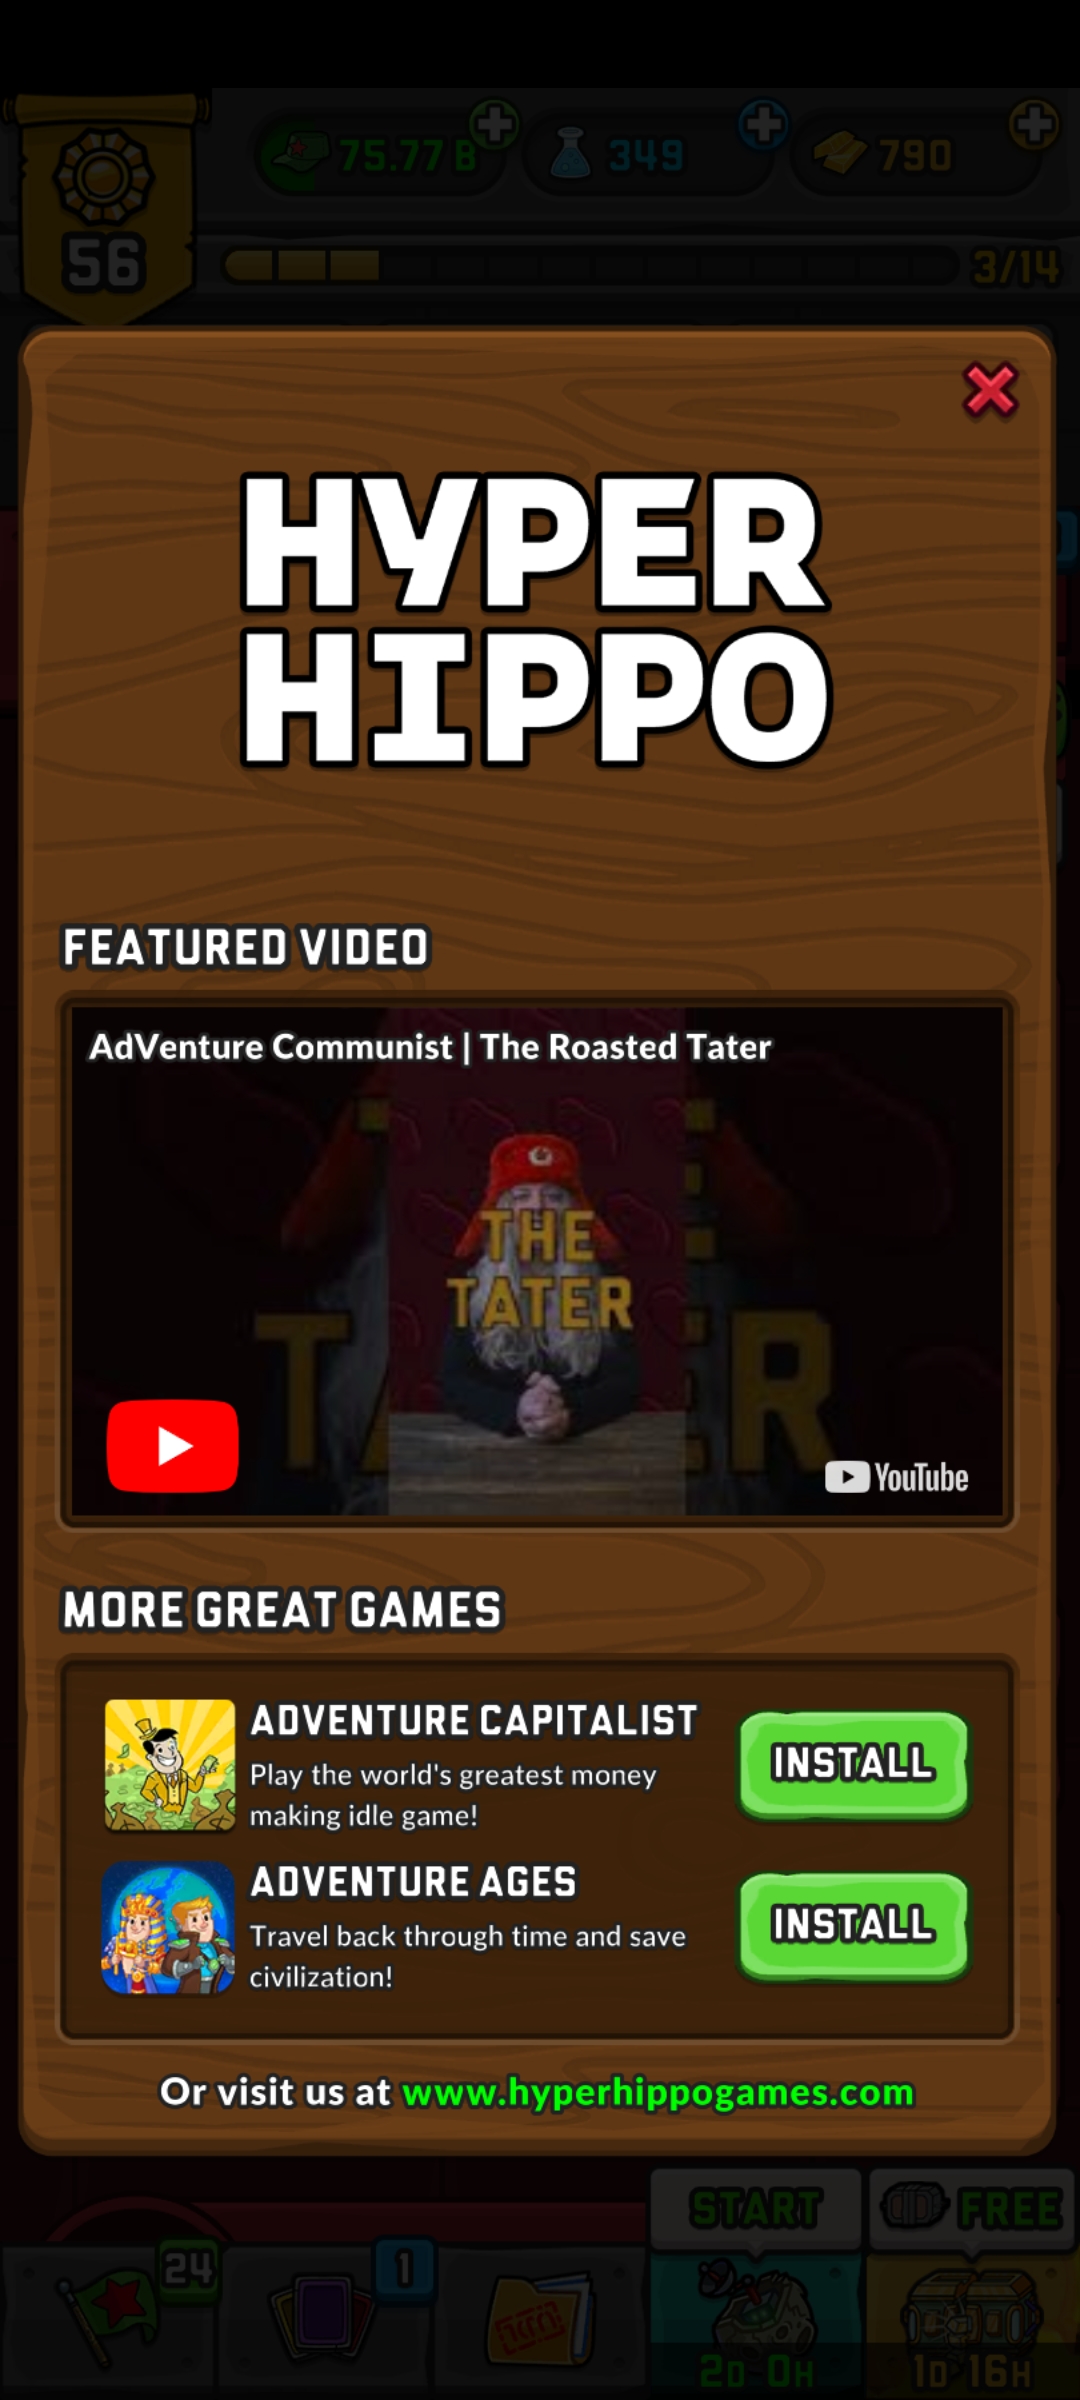 75.77 B
349
790
56
3/14
HYPER
HIPPO
FEATURED VIDEO
AdVenture Communist | The Roasted Tater
THE
TATER
T
R
YouTube
MORE GREAT GAMES
ADVENTURE CAPITALIST
Play the world's greatest money
making idle game!
INSTALL
ADVENTURE AGES
Travel back through time and save
civilization!
INSTALL
Or visit us at www.hyperhippogames.com
START
FREE
24
1
2D 0H
1D 16H